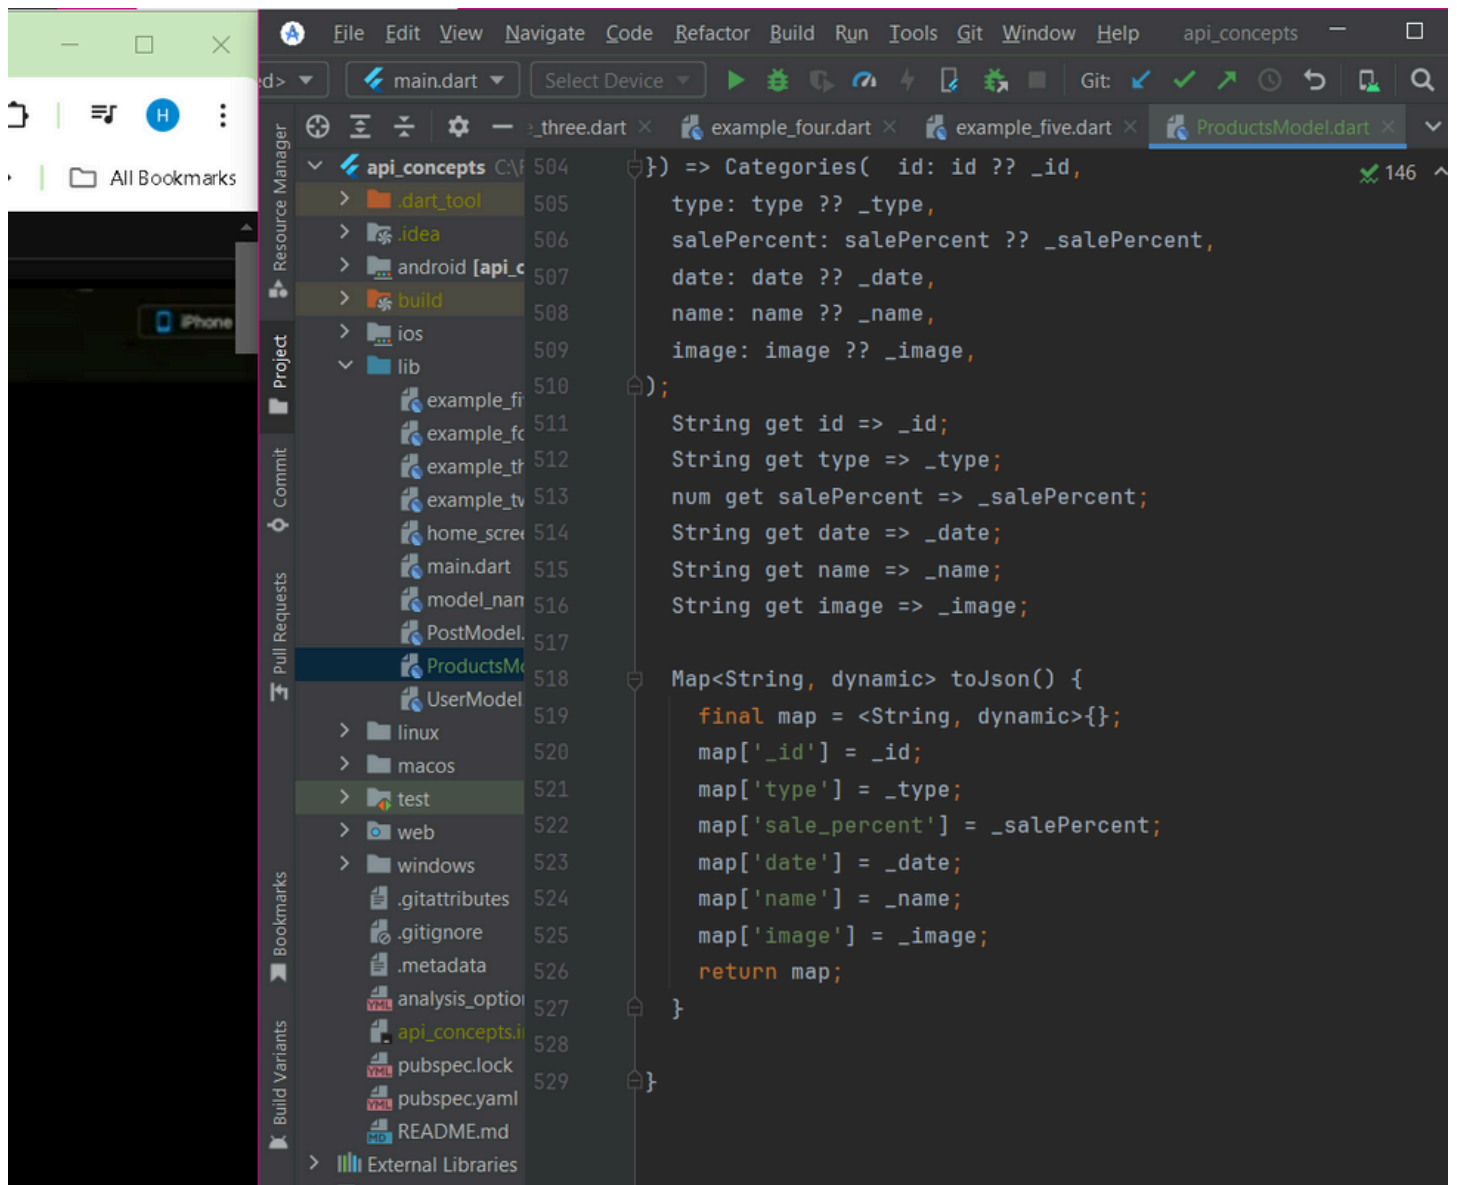 File Edit View Navigate Code Refactor Build Run Tools Git Window Help api_concepts
d> main.dart Select Device Git:
H
_three.dart example_four.dart example_five.dart ProductsModel.dart
All Bookmarks
iPhone
Resource Manager
Project
Commit
Pull Requests
Bookmarks
Build Variants
api_concepts C:\F
.dart_tool
.idea
android [api_c
build
ios
lib
example_fi
example_fo
example_th
example_tw
home_scree
main.dart
model_nam
PostModel.
ProductsMo
UserModel
linux
macos
test
web
windows
.gitattributes
.gitignore
.metadata
analysis_option
api_concepts.i
pubspec.lock
pubspec.yaml
README.md
External Libraries
146
504 }) => Categories(  id: id ?? _id,
505 type: type ?? _type,
506 salePercent: salePercent ?? _salePercent,
507 date: date ?? _date,
508 name: name ?? _name,
509 image: image ?? _image,
510 );
511 String get id => _id;
512 String get type => _type;
513 num get salePercent => _salePercent;
514 String get date => _date;
515 String get name => _name;
516 String get image => _image;
517
518 Map<String, dynamic> toJson() {
519 final map = <String, dynamic>{};
520 map['_id'] = _id;
521 map['type'] = _type;
522 map['sale_percent'] = _salePercent;
523 map['date'] = _date;
524 map['name'] = _name;
525 map['image'] = _image;
526 return map;
527 }
528
529 }